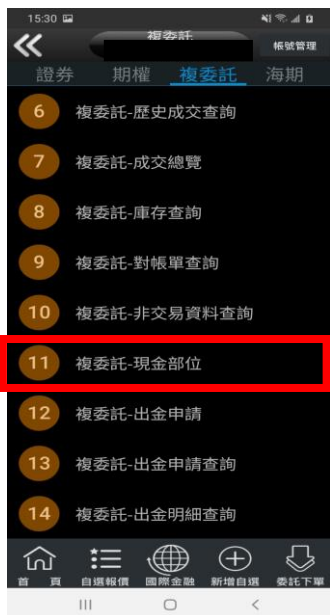 15:30
複委託
帳號管理
證券 期權 複委託 海期
6 複委託-歷史成交查詢
7 複委託-成交總覽
8 複委託-庫存查詢
9 複委託-對帳單查詢
10 複委託-非交易資料查詢
11 複委託-現金部位
12 複委託-出金申請
13 複委託-出金申請查詢
14 複委託-出金明細查詢
首 頁 自選報價 國際金融 新增自選 委託下單